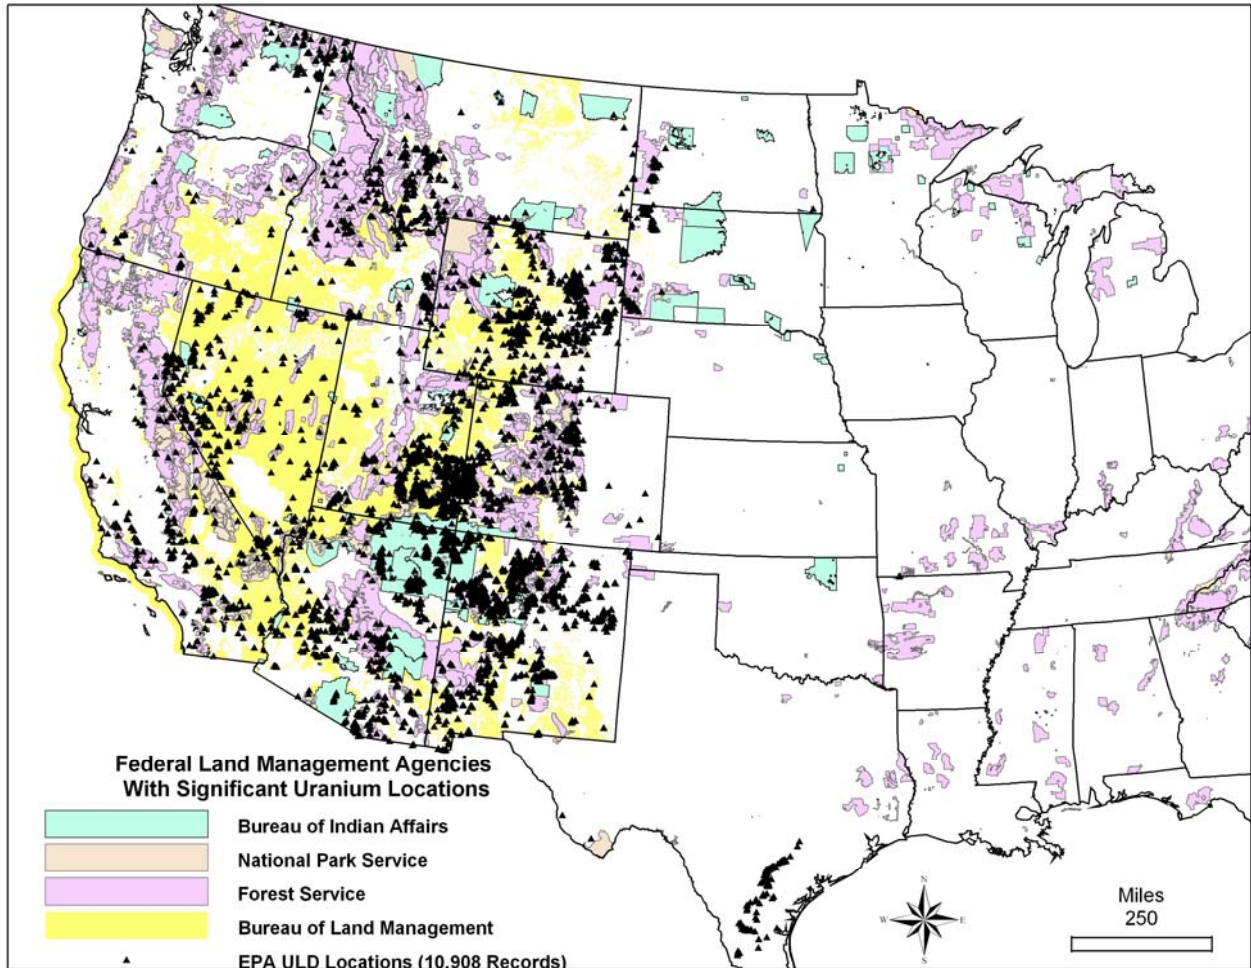 Federal Land Management Agencies
With Significant Uranium Locations
Bureau of Indian Affairs
National Park Service
Forest Service
Bureau of Land Management
EPA ULD Locations (10,908 Records)
N
W
E
S
Miles
250